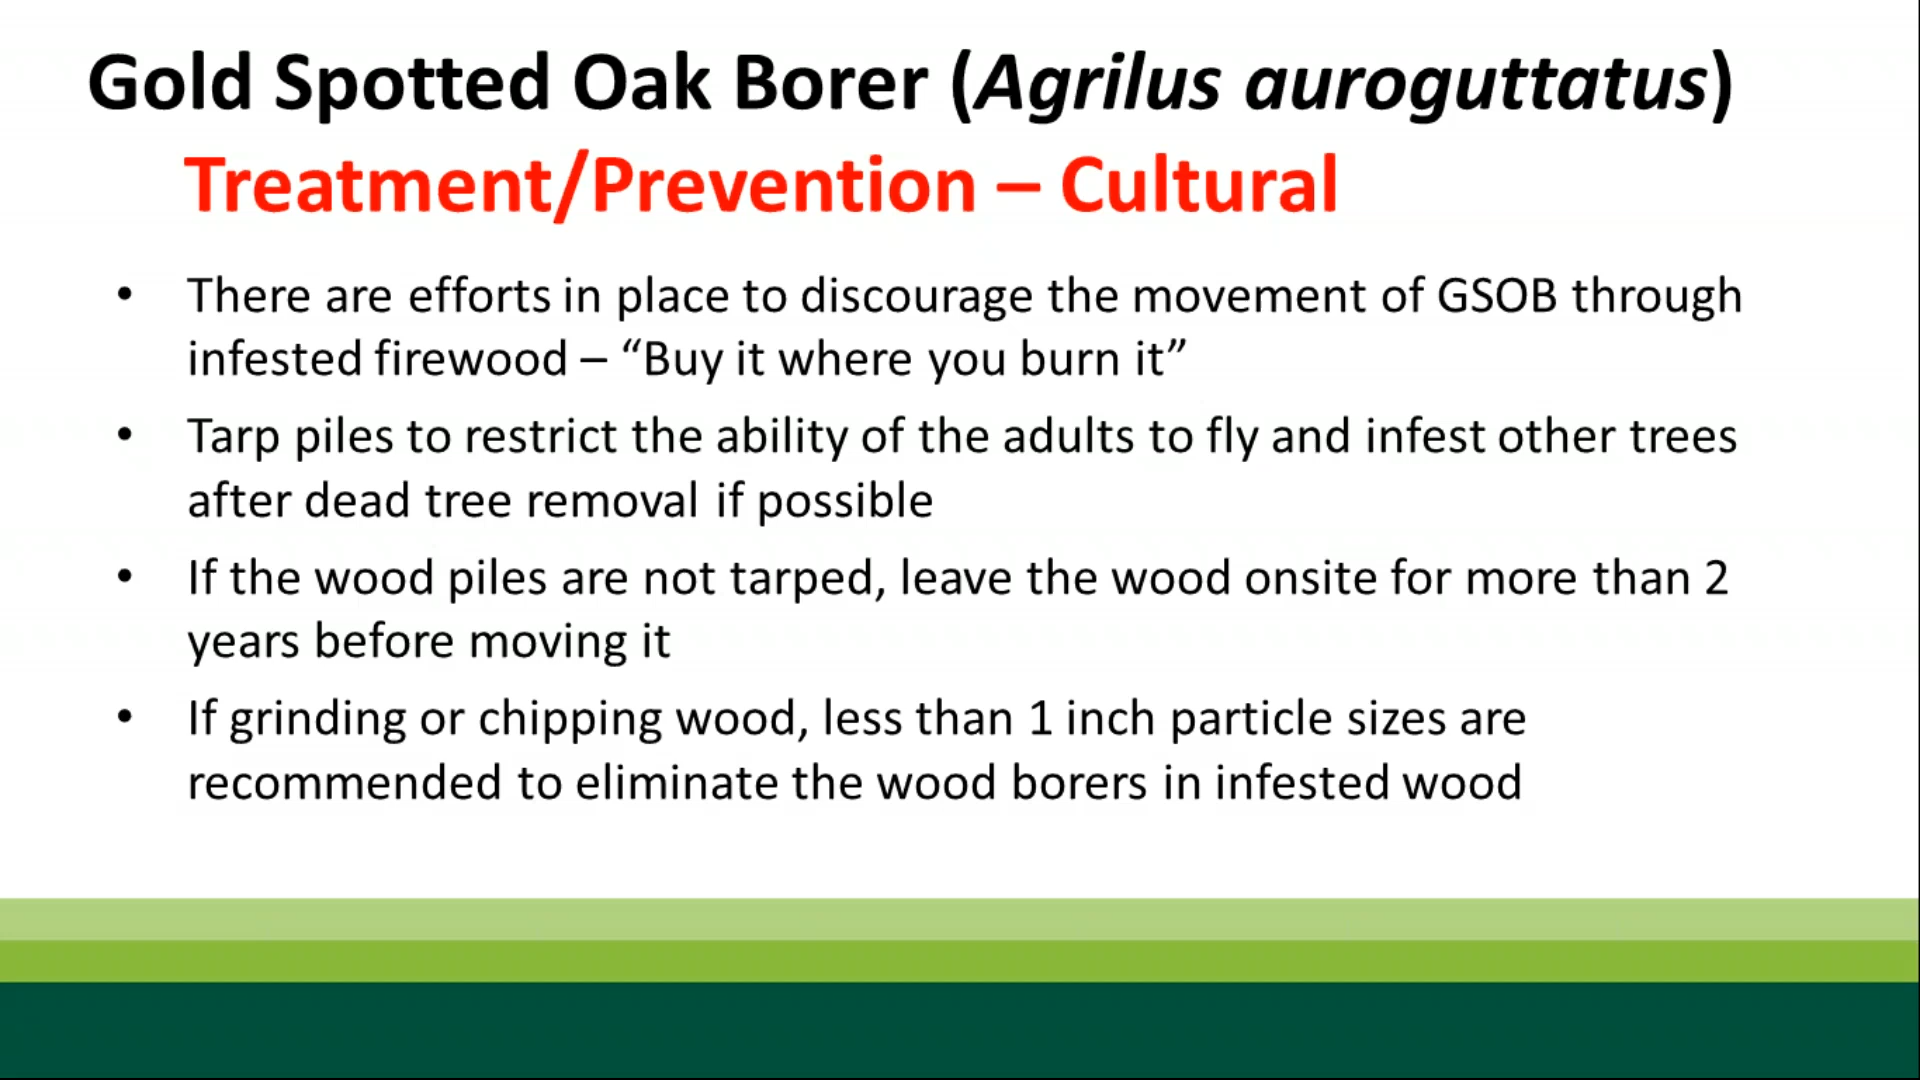 Gold Spotted Oak Borer (Agrilus auroguttatus)
Treatment/Prevention – Cultural
• There are efforts in place to discourage the movement of GSOB through
infested firewood – “Buy it where you burn it”
• Tarp piles to restrict the ability of the adults to fly and infest other trees
after dead tree removal if possible
• If the wood piles are not tarped, leave the wood onsite for more than 2
years before moving it
• If grinding or chipping wood, less than 1 inch particle sizes are
recommended to eliminate the wood borers in infested wood